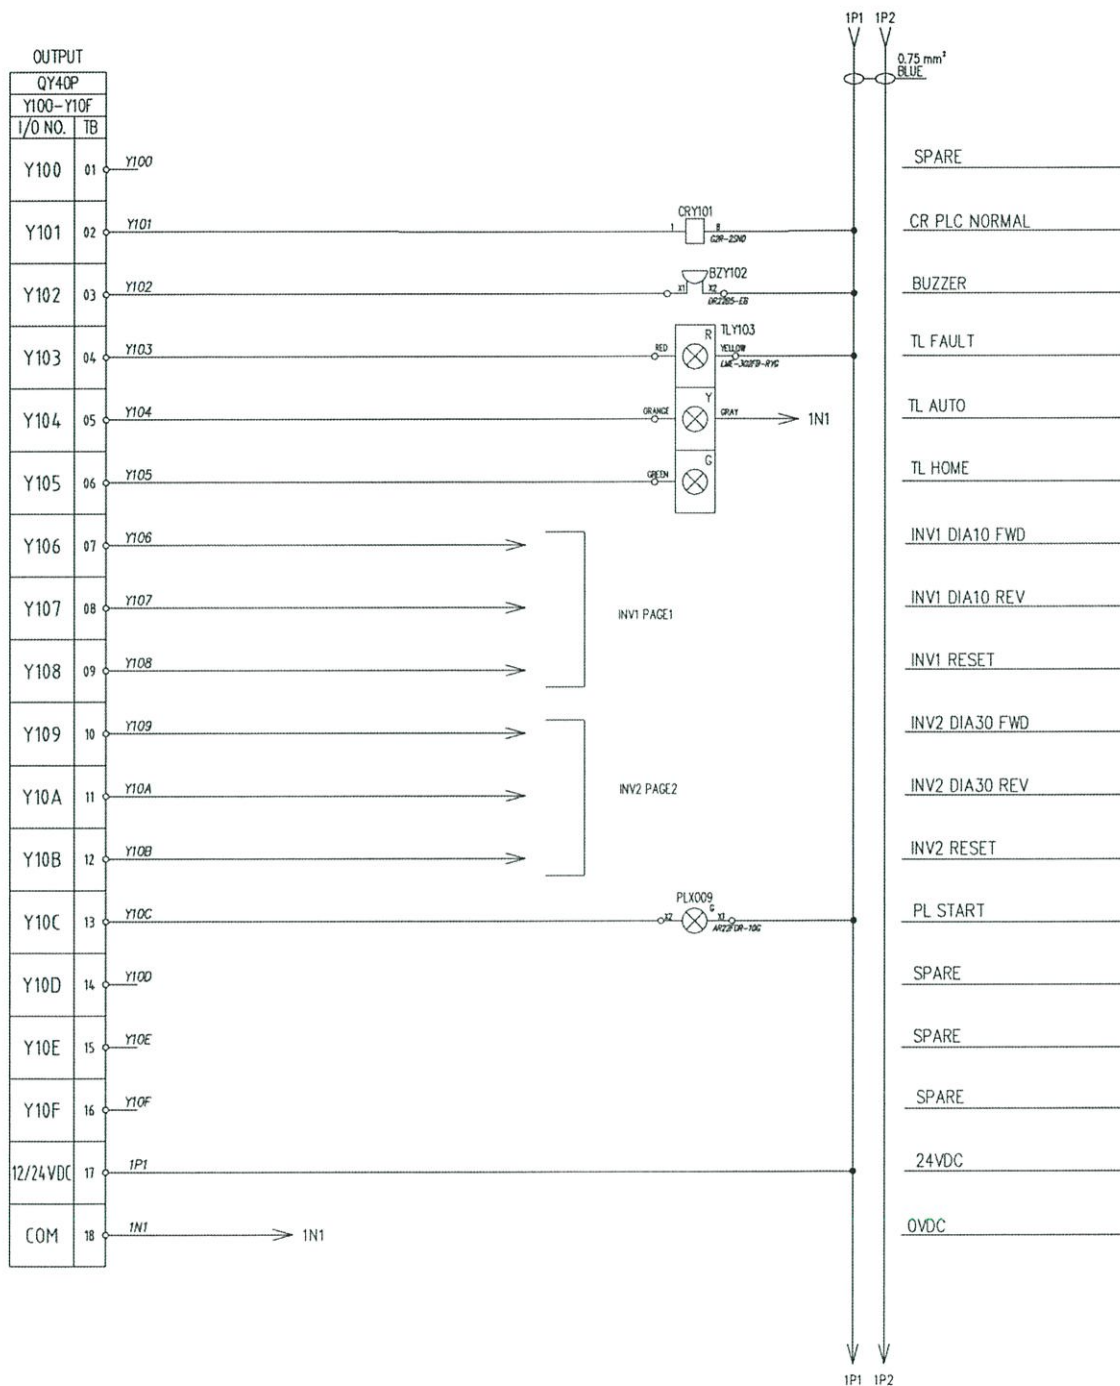 1P1 1P2
0.75 mm²
BLUE
OUTPUT
QY40P
Y100-Y10F
I/O NO. TB
Y100 01 Y100 SPARE
CRY101
Y101 02 Y101 1 8 CR PLC NORMAL
G2R-2SND
BZY102
Y102 03 Y102 X1 X2 BUZZER
DR22B5-EB
R TLY103
Y103 04 Y103 RED YELLOW TL FAULT
LME-302FB-RYG
Y
Y104 05 Y104 ORANGE GRAY 1N1 TL AUTO
G
Y105 06 Y105 GREEN TL HOME
Y106 07 Y106 INV1 DIA10 FWD
Y107 08 Y107 INV1 PAGE1 INV1 DIA10 REV
Y108 09 Y108 INV1 RESET
Y109 10 Y109 INV2 DIA30 FWD
Y10A 11 Y10A INV2 PAGE2 INV2 DIA30 REV
Y10B 12 Y10B INV2 RESET
PLX009
G
Y10C 13 Y10C X2 X1 PL START
Y10D 14 Y10D SPARE
Y10E 15 Y10E SPARE
Y10F 16 Y10F SPARE
12/24VDC 17 1P1 24VDC
COM 18 1N1 1N1 0VDC
1P1 1P2